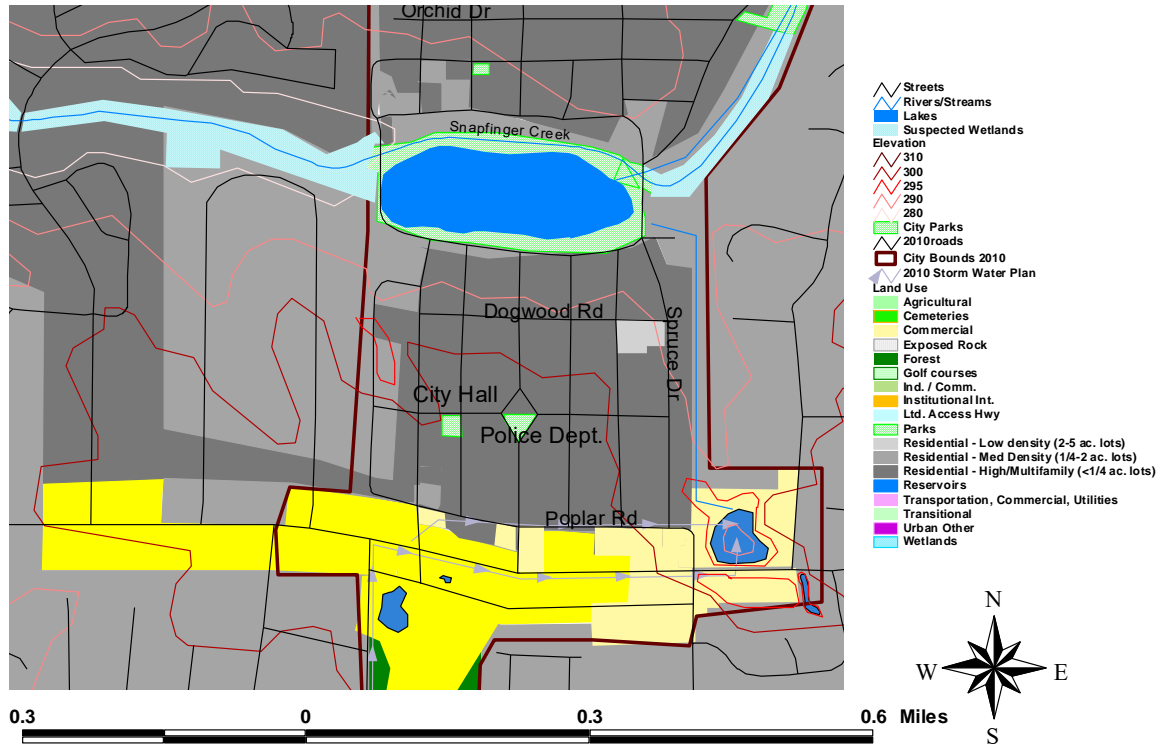 Orchid Dr
Snapfinger Creek
Dogwood Rd
Spruce Dr
City Hall
Police Dept.
Poplar Rd
Streets
Rivers/Streams
Lakes
Suspected Wetlands
Elevation
310
300
295
290
280
City Parks
2010roads
City Bounds 2010
2010 Storm Water Plan
Land Use
Agricultural
Cemeteries
Commercial
Exposed Rock
Forest
Golf courses
Ind. / Comm.
Institutional Int.
Ltd. Access Hwy
Parks
Residential - Low density (2-5 ac. lots)
Residential - Med Density (1/4-2 ac. lots)
Residential - High/Multifamily (<1/4 ac. lots)
Reservoirs
Transportation, Commercial, Utilities
Transitional
Urban Other
Wetlands
N
W E
S
0.3 0 0.3 0.6 Miles